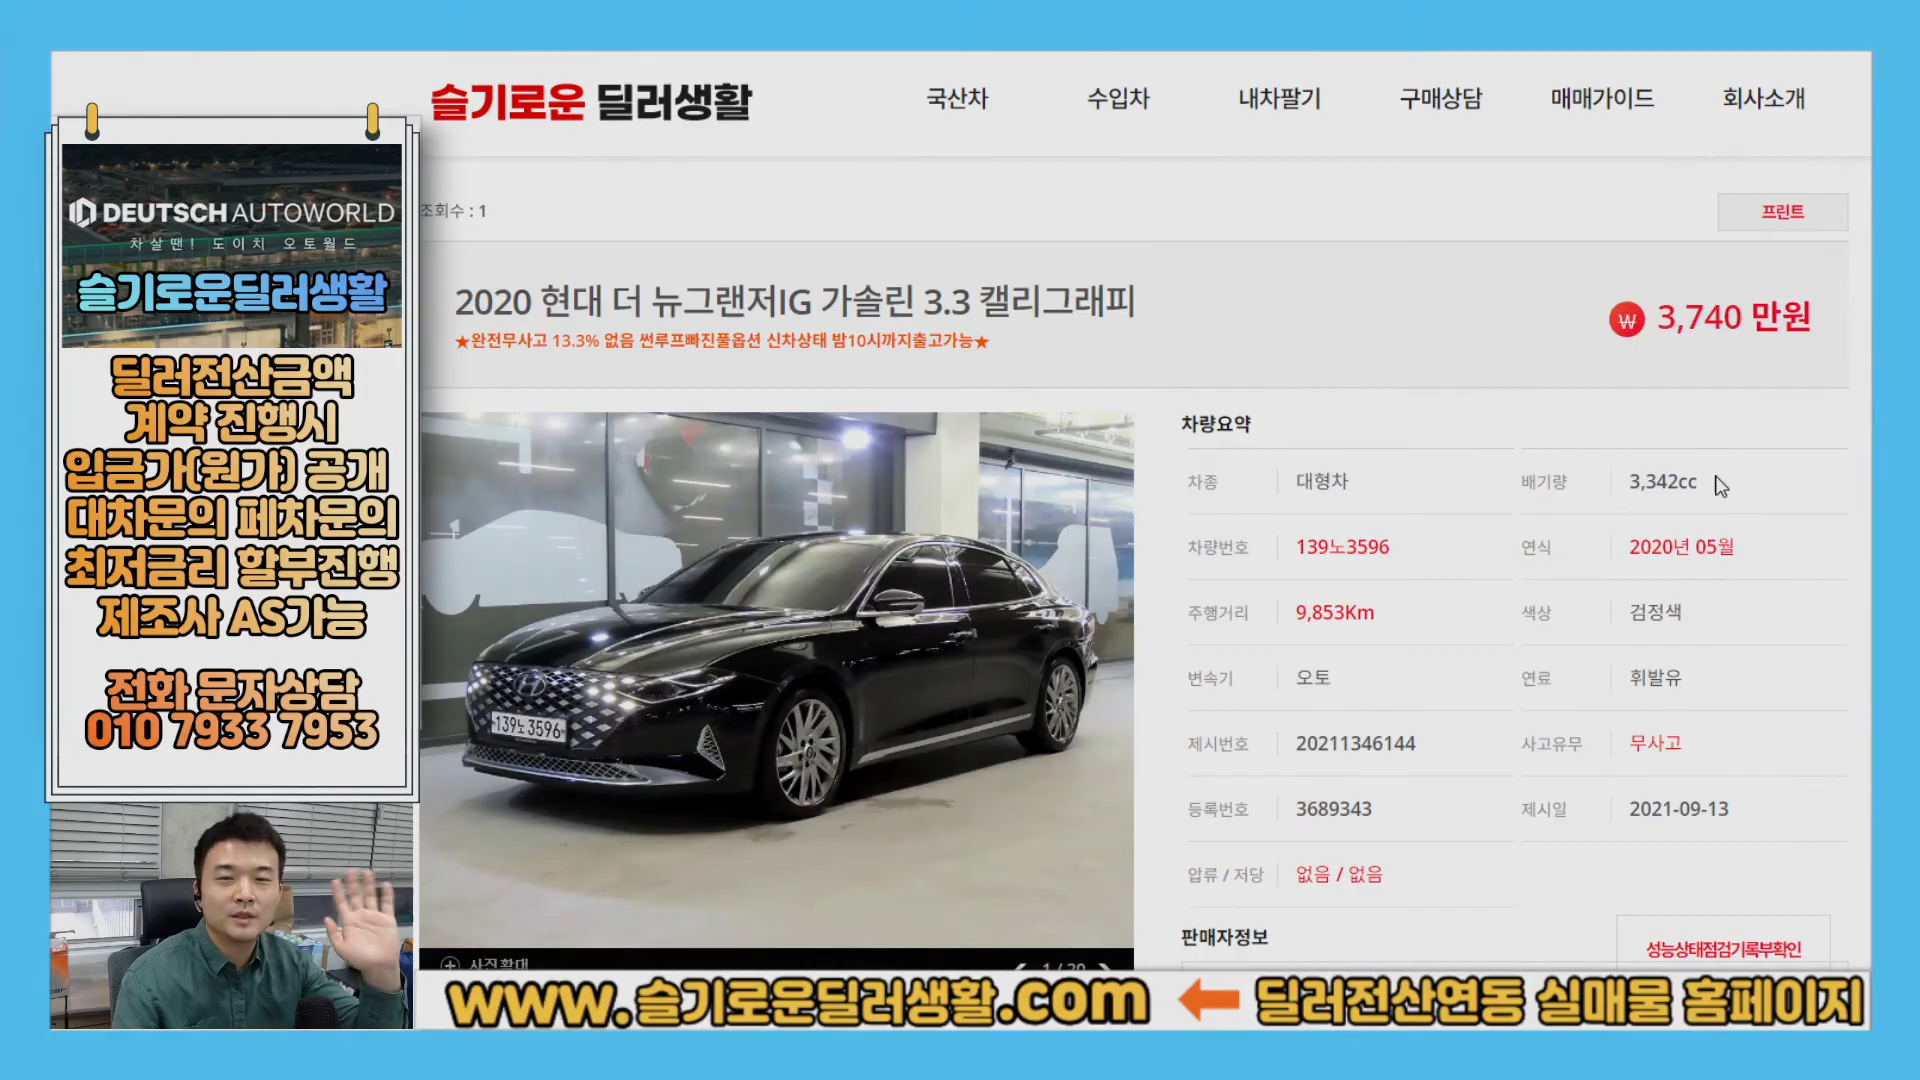 슬기로운 딜러생활
국산차
수입차
내차팔기
구매상담
매매가이드
회사소개
DEUTSCH AUTOWORLD
차살땐! 도이치 오토월드
슬기로운딜러생활
딜러전산금액
계약 진행시
입금가(원가) 공개
대차문의 폐차문의
최저금리 할부진행
제조사 AS가능
전화 문자상담
010 7933 7953
조회수 : 1
프린트
2020 현대 더 뉴그랜저IG 가솔린 3.3 캘리그래피
₩ 3,740 만원
★완전무사고 13.3% 없음 썬루프빠진풀옵션 신차상태 밤10시까지출고가능★
139노3596
사진확대
1 / 20
차량요약
차종 대형차 배기량 3,342cc
차량번호 139노3596 연식 2020년 05월
주행거리 9,853Km 색상 검정색
변속기 오토 연료 휘발유
제시번호 20211346144 사고유무 무사고
등록번호 3689343 제시일 2021-09-13
압류 / 저당 없음 / 없음
판매자정보
성능상태점검기록부확인
www.슬기로운딜러생활.com ← 딜러전산연동 실매물 홈페이지